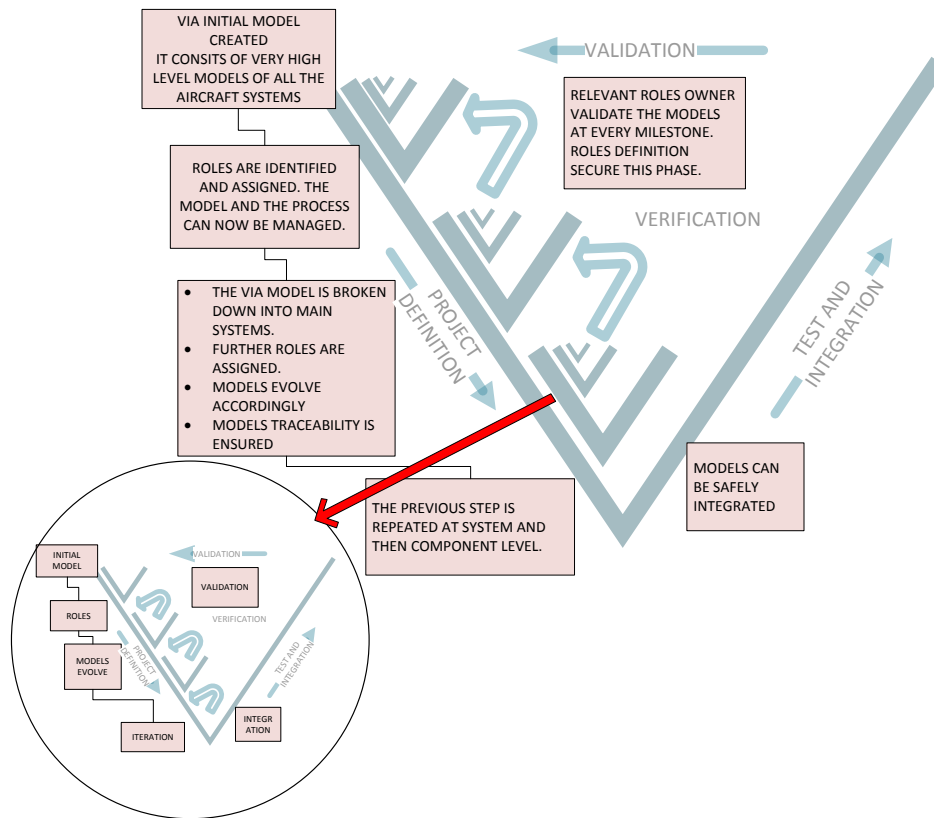 VIA INITIAL MODEL
CREATED
IT CONSITS OF VERY HIGH
LEVEL MODELS OF ALL THE
AIRCRAFT SYSTEMS
VALIDATION
RELEVANT ROLES OWNER
VALIDATE THE MODELS
AT EVERY MILESTONE.
ROLES DEFINITION
SECURE THIS PHASE.
ROLES ARE IDENTIFIED
AND ASSIGNED. THE
MODEL AND THE PROCESS
CAN NOW BE MANAGED.
VERIFICATION
• THE VIA MODEL IS BROKEN
DOWN INTO MAIN
SYSTEMS.
• FURTHER ROLES ARE
ASSIGNED.
• MODELS EVOLVE
ACCORDINGLY
• MODELS TRACEABILITY IS
ENSURED
PROJECT
DEFINITION
TEST AND
INTEGRATION
MODELS CAN
BE SAFELY
INTEGRATED
THE PREVIOUS STEP IS
REPEATED AT SYSTEM AND
THEN COMPONENT LEVEL.
INITIAL
MODEL
VALIDATION
VALIDATION
ROLES
VERIFICATION
MODELS
EVOLVE
PROJECT
DEFINITION
TEST AND
INTEGRATION
INTEGR
ATION
ITERATION